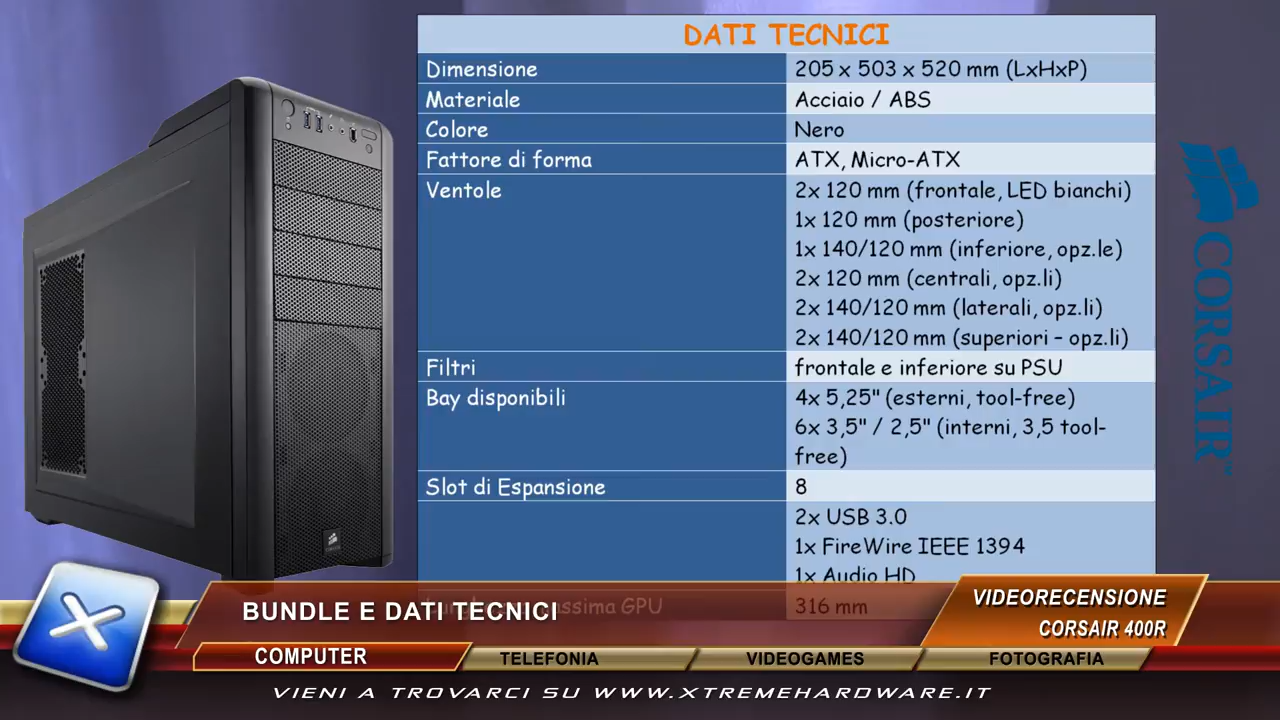 DATI TECNICI
Dimensione
205 x 503 x 520 mm (LxHxP)
Materiale
Acciaio / ABS
Colore
Nero
Fattore di forma
ATX, Micro-ATX
Ventole
2x 120 mm (frontale, LED bianchi)
1x 120 mm (posteriore)
1x 140/120 mm (inferiore, opz.le)
2x 120 mm (centrali, opz.li)
2x 140/120 mm (laterali, opz.li)
2x 140/120 mm (superiori – opz.li)
Filtri
frontale e inferiore su PSU
Bay disponibili
4x 5,25" (esterni, tool-free)
6x 3,5" / 2,5" (interni, 3,5 tool-
free)
Slot di Espansione
8
2x USB 3.0
1x FireWire IEEE 1394
1x Audio HD
GPU
316 mm
CORSAIR™
BUNDLE E DATI TECNICI
VIDEORECENSIONE
CORSAIR 400R
COMPUTER
TELEFONIA
VIDEOGAMES
FOTOGRAFIA
VIENI A TROVARCI SU WWW.XTREMEHARDWARE.IT